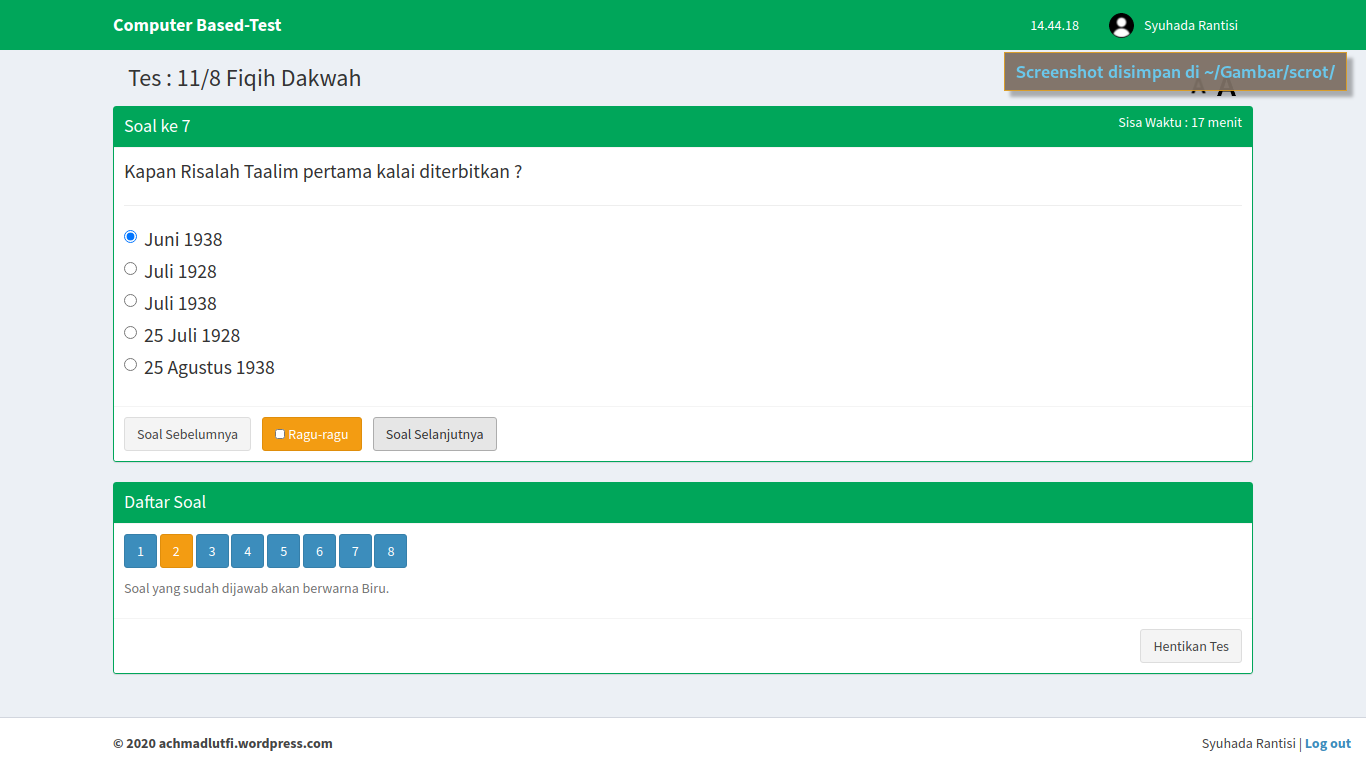 Computer Based-Test
14.44.18
Syuhada Rantisi
Tes : 11/8 Fiqih Dakwah
Screenshot disimpan di ~/Gambar/scrot/
A A
Soal ke 7
Sisa Waktu : 17 menit
Kapan Risalah Taalim pertama kalai diterbitkan ?
Juni 1938
Juli 1928
Juli 1938
25 Juli 1928
25 Agustus 1938
Soal Sebelumnya
Ragu-ragu
Soal Selanjutnya
Daftar Soal
1 2 3 4 5 6 7 8
Soal yang sudah dijawab akan berwarna Biru.
Hentikan Tes
© 2020 achmadlutfi.wordpress.com
Syuhada Rantisi | Log out